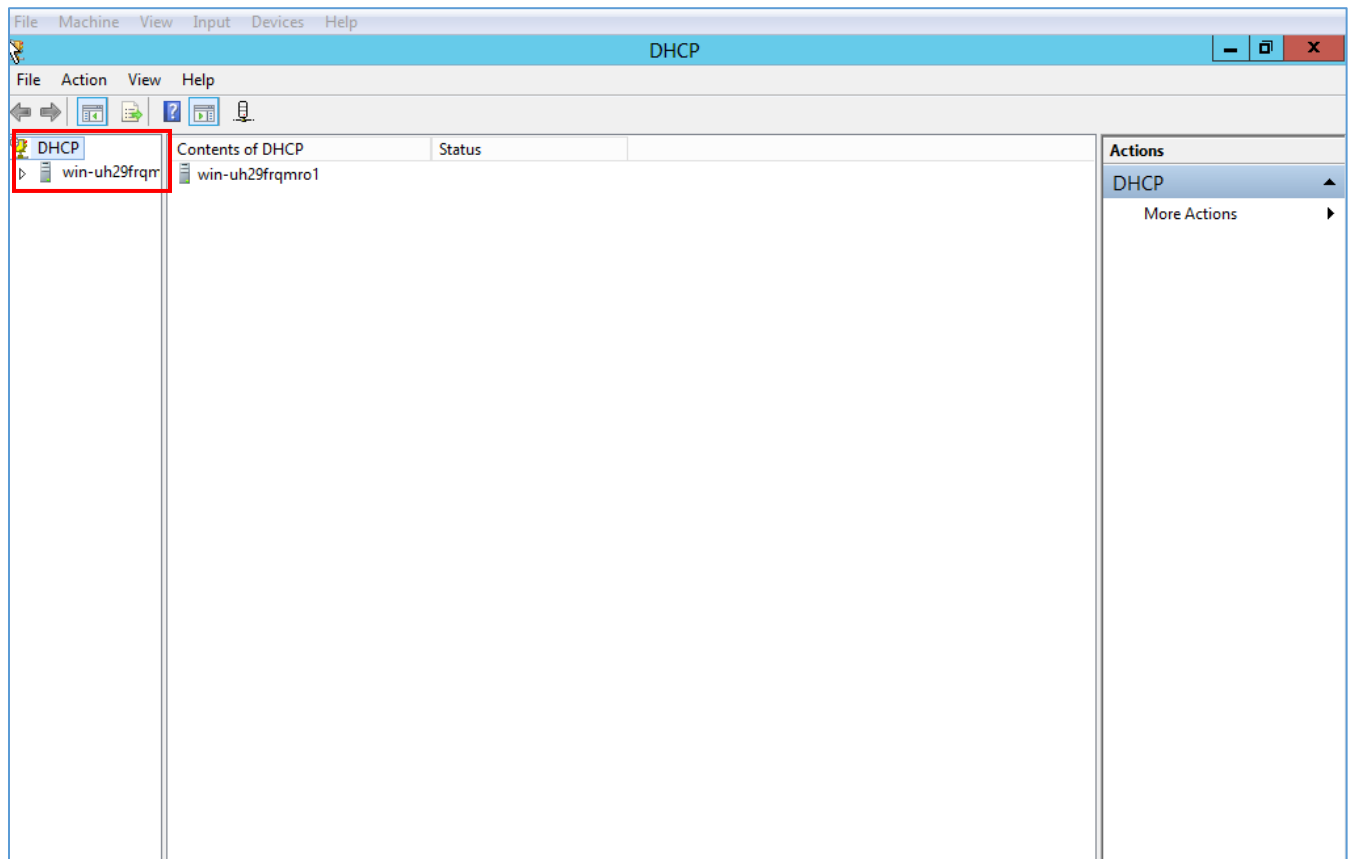 File Machine View Input Devices Help
DHCP
File Action View Help
DHCP
win-uh29frqm
Contents of DHCP Status
win-uh29frqmro1
Actions
DHCP
More Actions